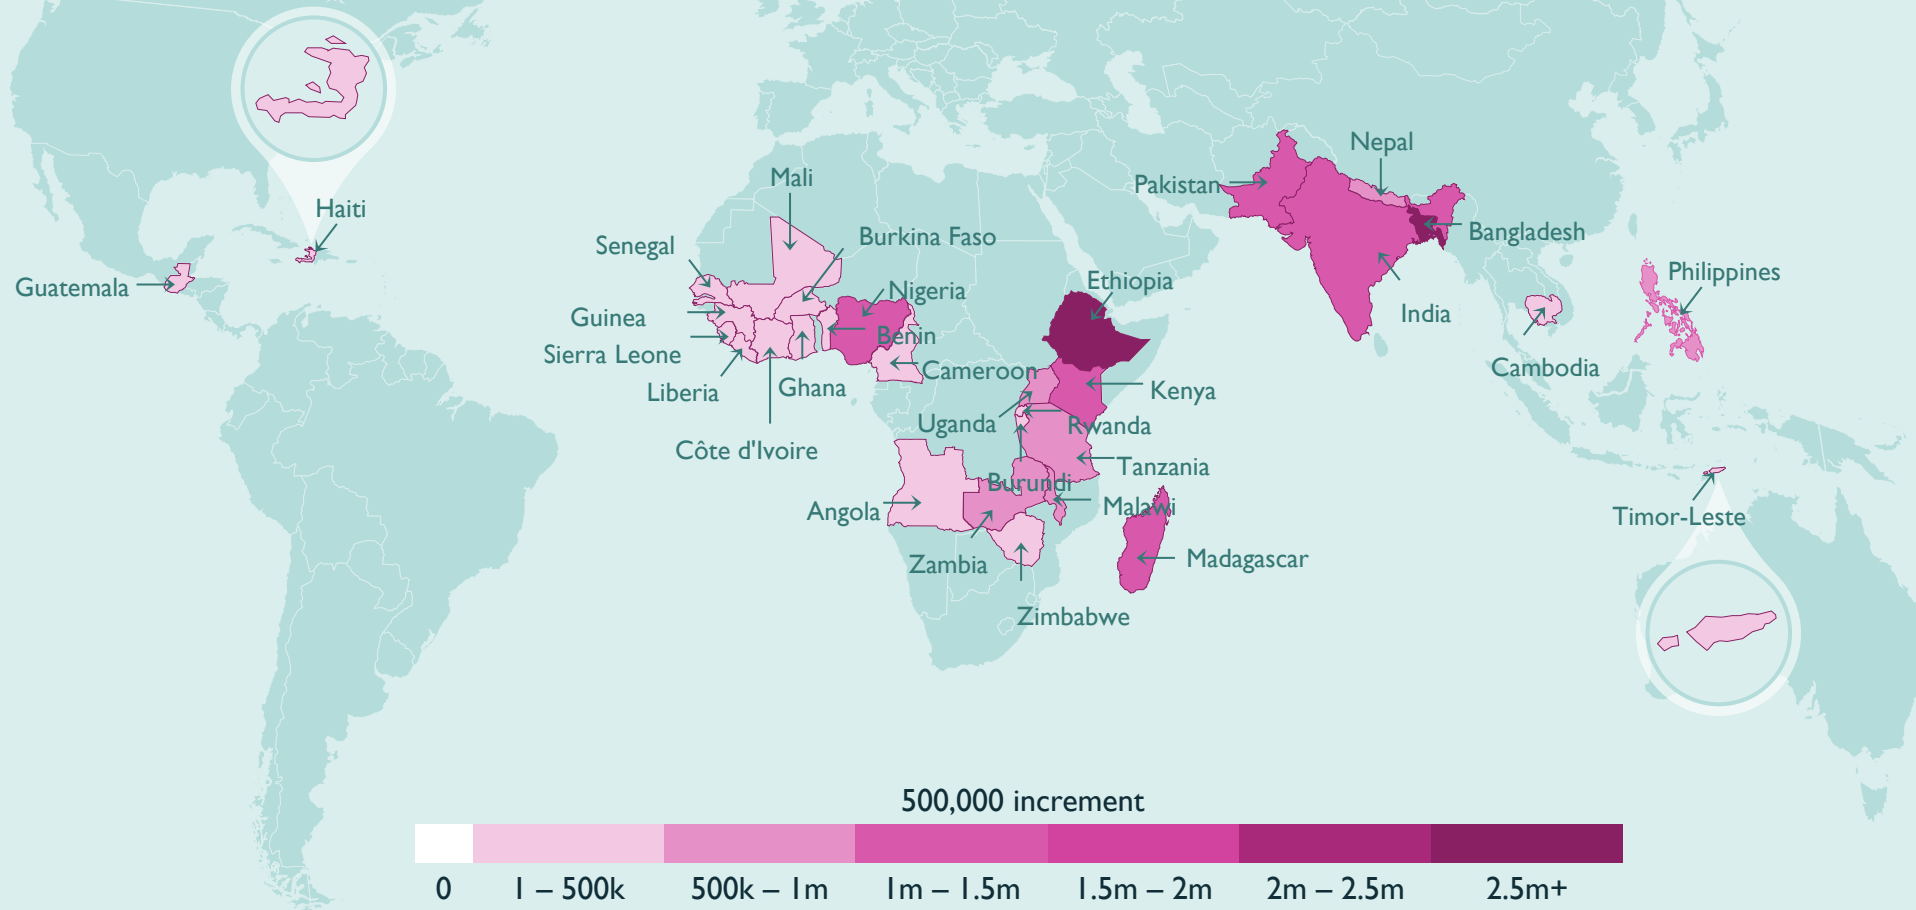 Nepal
Mali
Pakistan
Haiti
Burkina Faso
Bangladesh
Senegal
Philippines
Ethiopia
Guatemala
Nigeria
India
Guinea
Benin
Sierra Leone
Cameroon
Cambodia
Liberia
Ghana
Kenya
Uganda
Rwanda
Côte d'Ivoire
Tanzania
Burundi
Angola
Malawi
Timor-Leste
Zambia
Madagascar
Zimbabwe
500,000 increment
0 1 – 500k 500k – 1m 1m – 1.5m 1.5m – 2m 2m – 2.5m 2.5m+